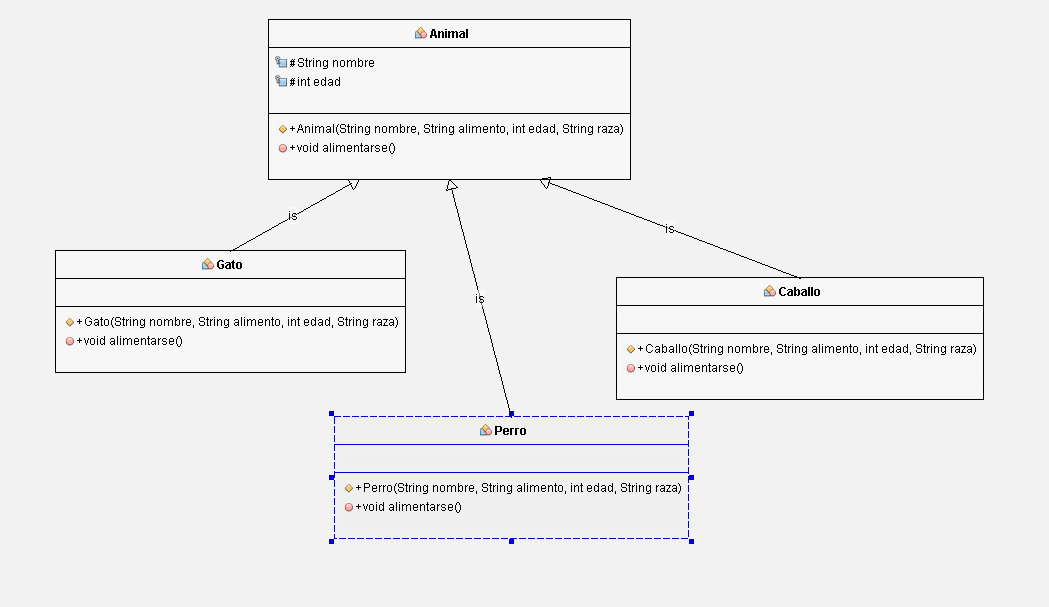 Animal
#String nombre
#int edad
+Animal(String nombre, String alimento, int edad, String raza)
+void alimentarse()
is
is
is
Gato
+Gato(String nombre, String alimento, int edad, String raza)
+void alimentarse()
Caballo
+Caballo(String nombre, String alimento, int edad, String raza)
+void alimentarse()
Perro
+Perro(String nombre, String alimento, int edad, String raza)
+void alimentarse()